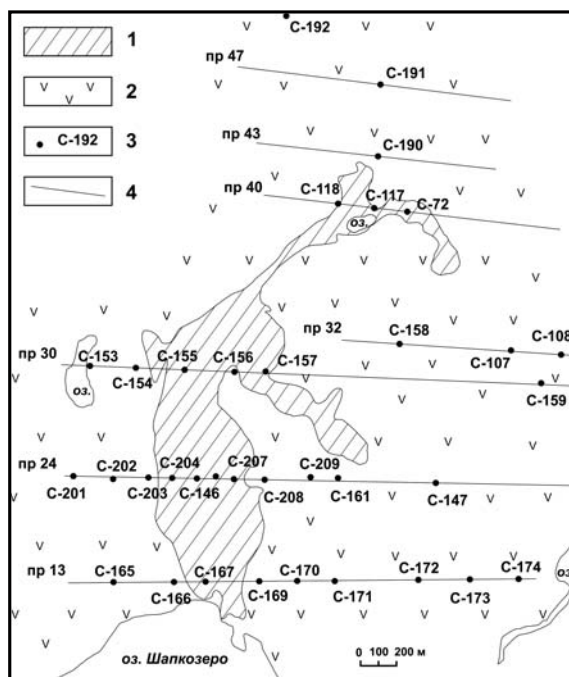 С-192
1
2
С-192 3
4
пр 47
С-191
пр 43
С-190
пр 40
С-118
С-117
С-72
оз.
пр 32
С-158
С-108
С-107
пр 30
С-153
С-155
С-156
С-157
С-154
С-159
оз.
пр 24
С-202
С-204
С-207
С-209
С-201
С-203
С-146
С-208
С-161
С-147
пр 13
С-165
С-167
С-170
С-172
С-174
С-166
С-169
С-171
С-173
оз
оз. Шапкозеро
0 100 200 м